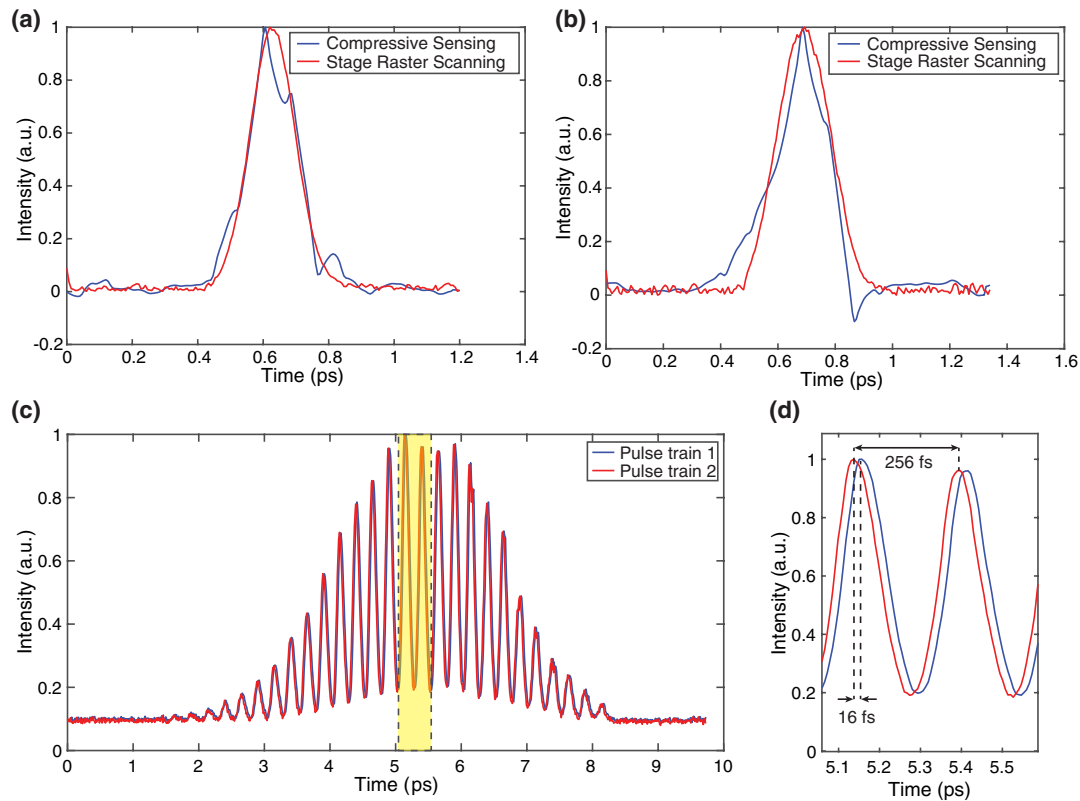 (a)
Compressive Sensing
Stage Raster Scanning
Intensity (a.u.)
1
0.8
0.6
0.4
0.2
0
-0.2
0 0.2 0.4 0.6 0.8 1 1.2 1.4
Time (ps)
(b)
Compressive Sensing
Stage Raster Scanning
Intensity (a.u.)
1
0.8
0.6
0.4
0.2
0
-0.2
0 0.2 0.4 0.6 0.8 1 1.2 1.4 1.6
Time (ps)
(c)
Pulse train 1
Pulse train 2
Intensity (a.u.)
1
0.8
0.6
0.4
0.2
0
0 1 2 3 4 5 6 7 8 9 10
Time (ps)
(d)
256 fs
16 fs
Intensity (a.u.)
1
0.8
0.6
0.4
0.2
0
5.1 5.2 5.3 5.4 5.5
Time (ps)